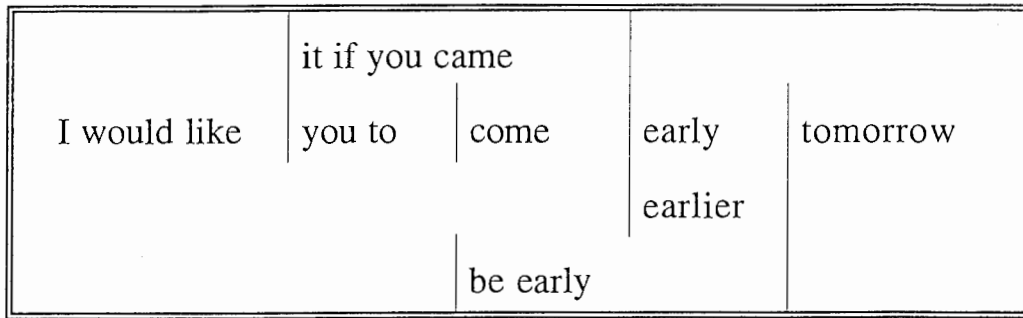 it if you came
I would like you to come early tomorrow
earlier
be early